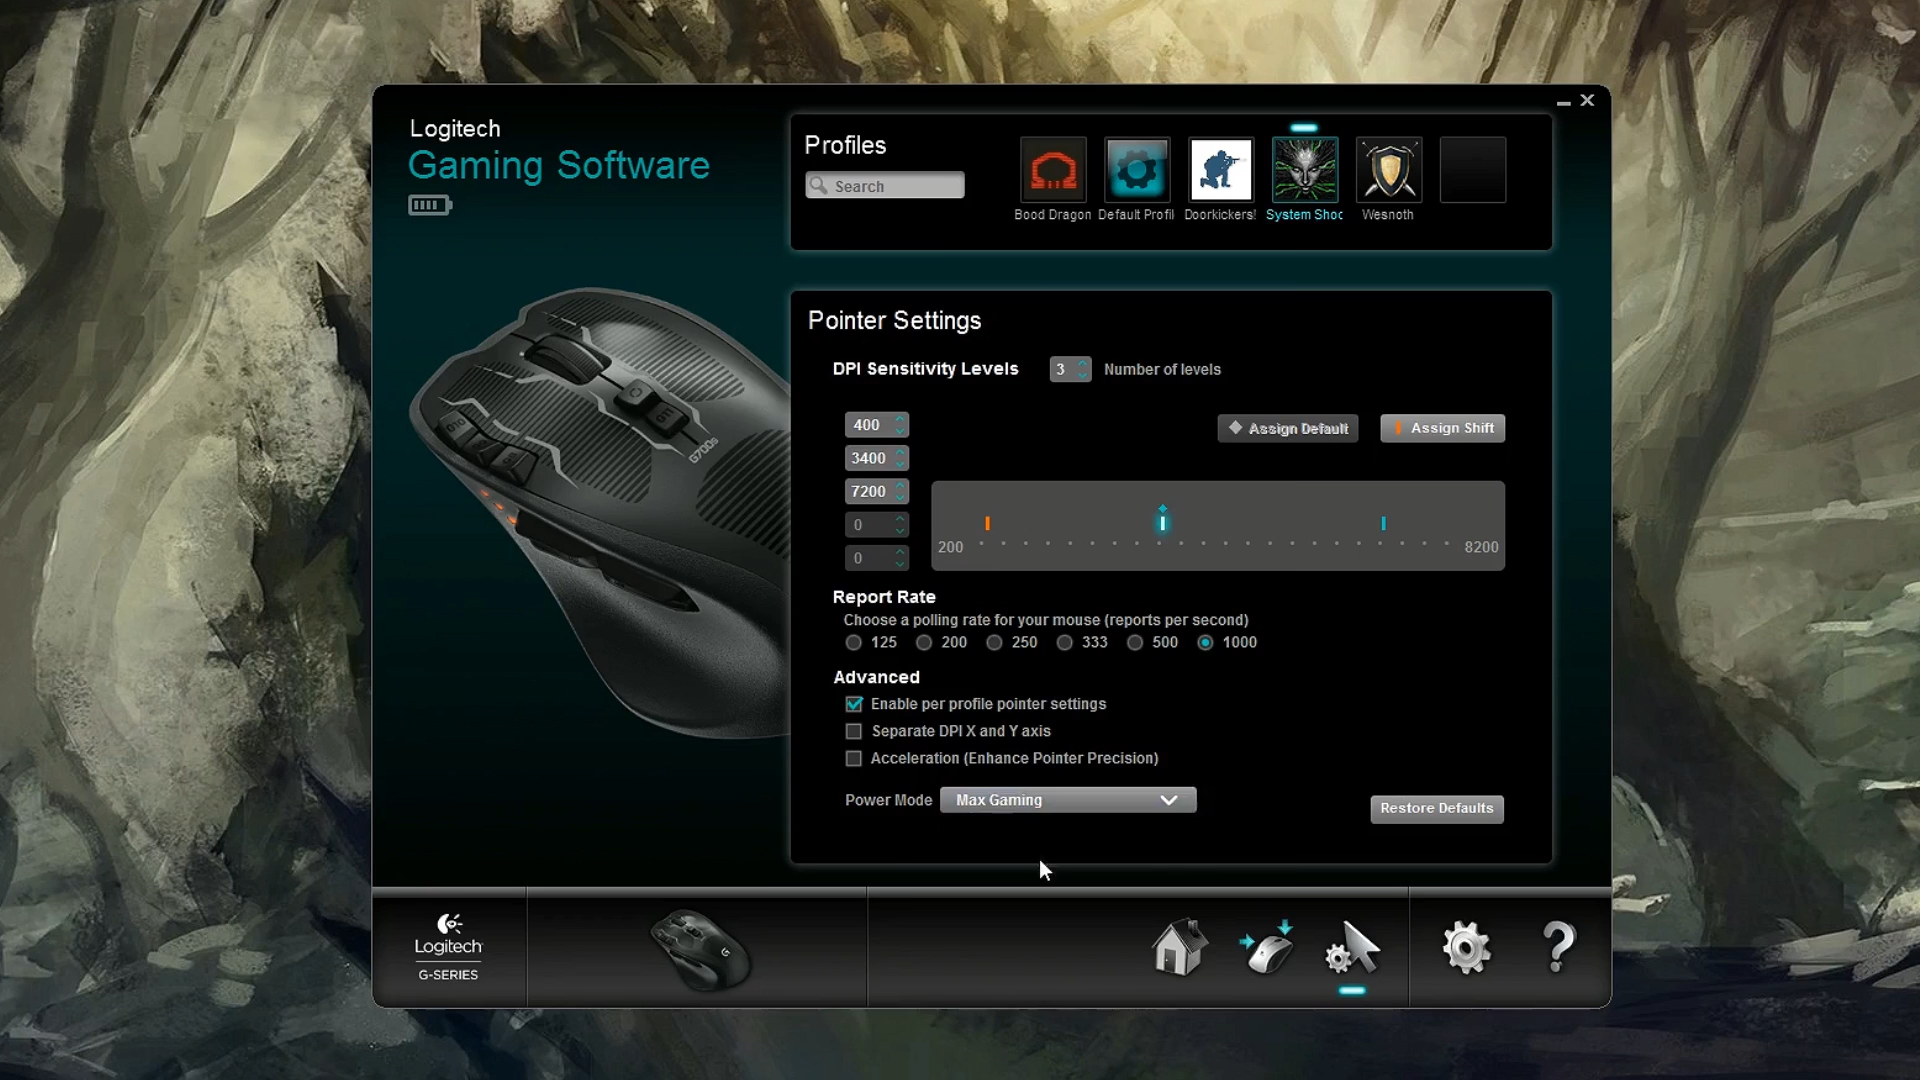 Logitech
Gaming Software
Profiles
Search
Bood Dragon
Default Profil
Doorkickers!
System Shoc
Wesnoth
G700s
G11
G10
Pointer Settings
DPI Sensitivity Levels
3
Number of levels
400
3400
7200
0
0
Assign Default
Assign Shift
200
8200
Report Rate
Choose a polling rate for your mouse (reports per second)
125
200
250
333
500
1000
Advanced
Enable per profile pointer settings
Separate DPI X and Y axis
Acceleration (Enhance Pointer Precision)
Power Mode
Max Gaming
Restore Defaults
Logitech
G-SERIES